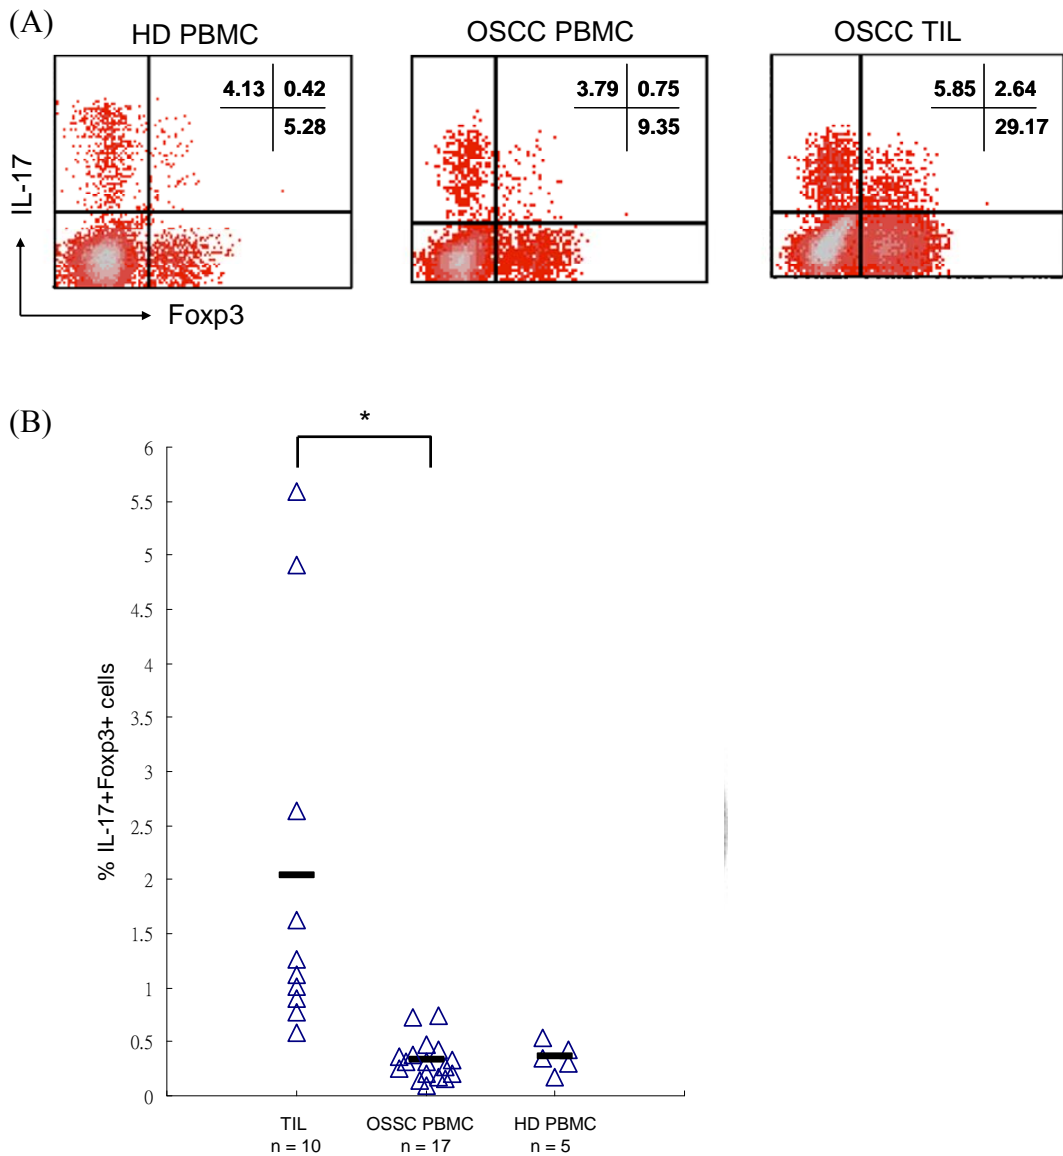 (A)
HD PBMC
OSCC PBMC
OSCC TIL
4.13 0.42
5.28
3.79 0.75
9.35
5.85 2.64
29.17
IL-17
Foxp3
(B)
*
6
5.5
5
4.5
4
3.5
3
2.5
2
1.5
1
0.5
0
% IL-17+Foxp3+ cells
TIL
n = 10
OSSC PBMC
n = 17
HD PBMC
n = 5